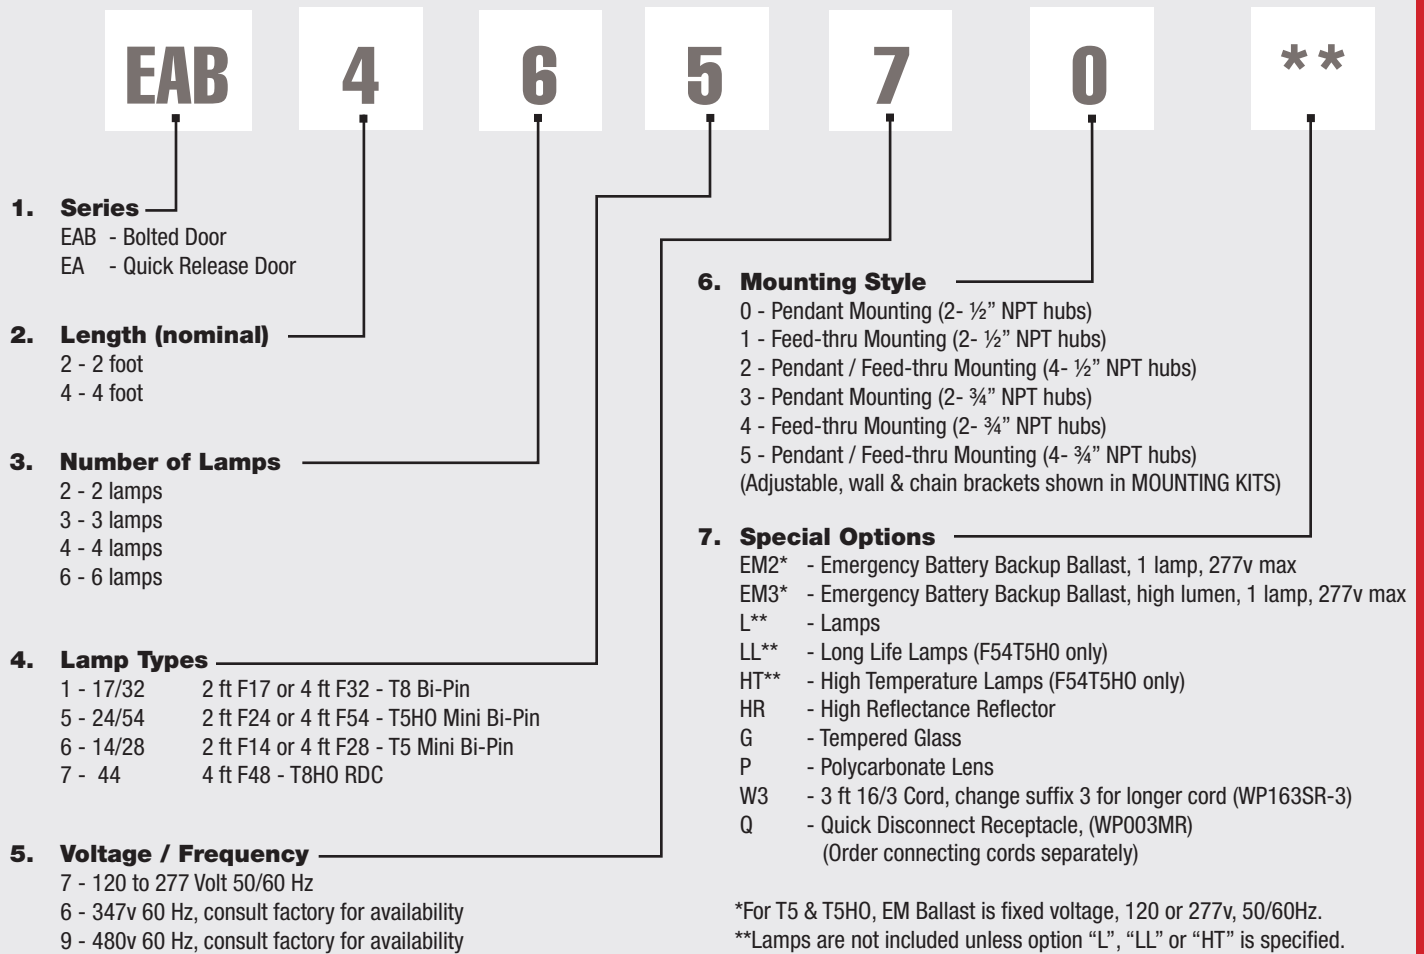 EAB 4 6 5 7 0 **
1. Series
EAB - Bolted Door
EA - Quick Release Door
2. Length (nominal)
2 - 2 foot
4 - 4 foot
3. Number of Lamps
2 - 2 lamps
3 - 3 lamps
4 - 4 lamps
6 - 6 lamps
4. Lamp Types
1 - 17/32 2 ft F17 or 4 ft F32 - T8 Bi-Pin
5 - 24/54 2 ft F24 or 4 ft F54 - T5HO Mini Bi-Pin
6 - 14/28 2 ft F14 or 4 ft F28 - T5 Mini Bi-Pin
7 - 44 4 ft F48 - T8HO RDC
5. Voltage / Frequency
7 - 120 to 277 Volt 50/60 Hz
6 - 347v 60 Hz, consult factory for availability
9 - 480v 60 Hz, consult factory for availability
6. Mounting Style
0 - Pendant Mounting (2- ½” NPT hubs)
1 - Feed-thru Mounting (2- ½” NPT hubs)
2 - Pendant / Feed-thru Mounting (4- ½” NPT hubs)
3 - Pendant Mounting (2- ¾” NPT hubs)
4 - Feed-thru Mounting (2- ¾” NPT hubs)
5 - Pendant / Feed-thru Mounting (4- ¾” NPT hubs)
(Adjustable, wall & chain brackets shown in MOUNTING KITS)
7. Special Options
EM2* - Emergency Battery Backup Ballast, 1 lamp, 277v max
EM3* - Emergency Battery Backup Ballast, high lumen, 1 lamp, 277v max
L** - Lamps
LL** - Long Life Lamps (F54T5H0 only)
HT** - High Temperature Lamps (F54T5HO only)
HR - High Reflectance Reflector
G - Tempered Glass
P - Polycarbonate Lens
W3 - 3 ft 16/3 Cord, change suffix 3 for longer cord (WP163SR-3)
Q - Quick Disconnect Receptacle, (WP003MR)
(Order connecting cords separately)
*For T5 & T5HO, EM Ballast is fixed voltage, 120 or 277v, 50/60Hz.
**Lamps are not included unless option “L”, “LL” or “HT” is specified.